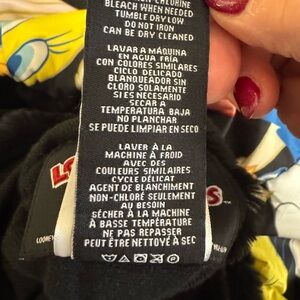 BLEACH WHEN NEEDED
TUMBLE DRY LOW
DO NOT IRON
CAN BE DRY CLEANED
LAVAR A MÁQUINA
EN AGUA FRÍA
CON COLORES SIMILARES
CICLO DELICADO
BLANQUEADOR SIN
CLORO SOLAMENTE
SI ES NECESARIO
SECAR A
TEMPERATURA BAJA
NO PLANCHAR
SE PUEDE LIMPIAR EN SECO
LAVER À LA
MACHINE À FROID
AVEC DES
COULEURS SIMILAIRES
CYCLE DÉLICAT
AGENT DE BLANCHIMENT
NON-CHLORÉ SEULEMENT
AU BESOIN
SÉCHER À LA MACHINE
À BASSE TEMPÉRATURE
NE PAS REPASSER
PEUT ÊTRE NETTOYÉ À SEC